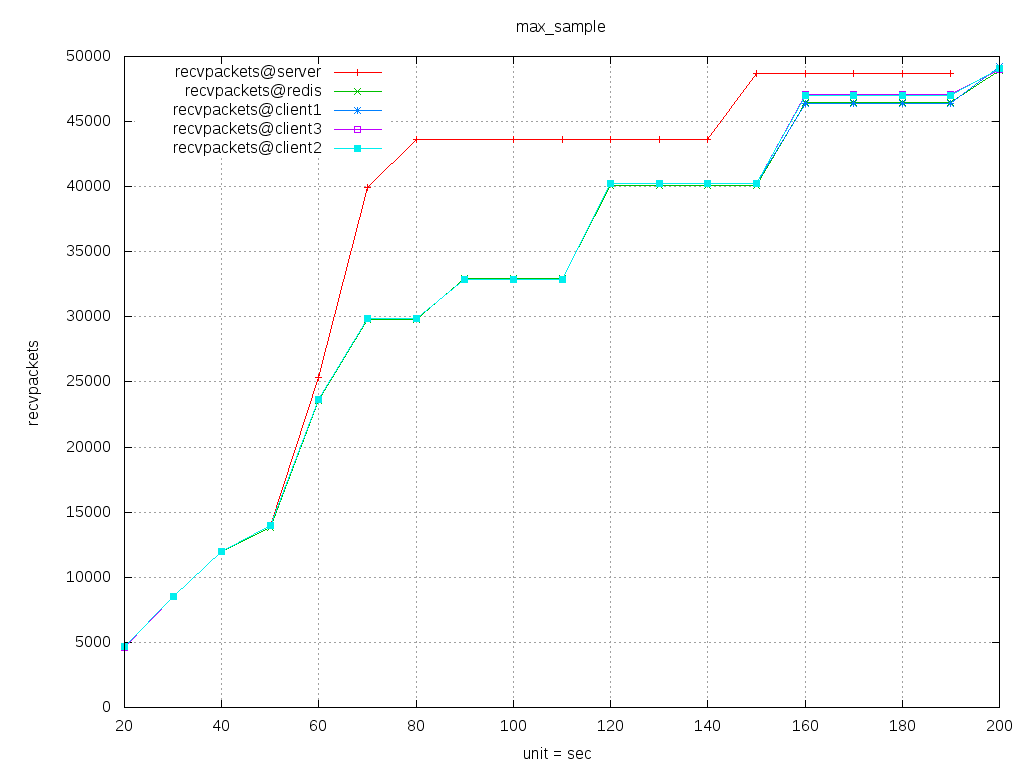 max_sample
50000
45000
40000
35000
30000
25000
20000
15000
10000
5000
0
recvpackets@server
recvpackets@redis
recvpackets@client1
recvpackets@client3
recvpackets@client2
recvpackets
20 40 60 80 100 120 140 160 180 200
unit = sec